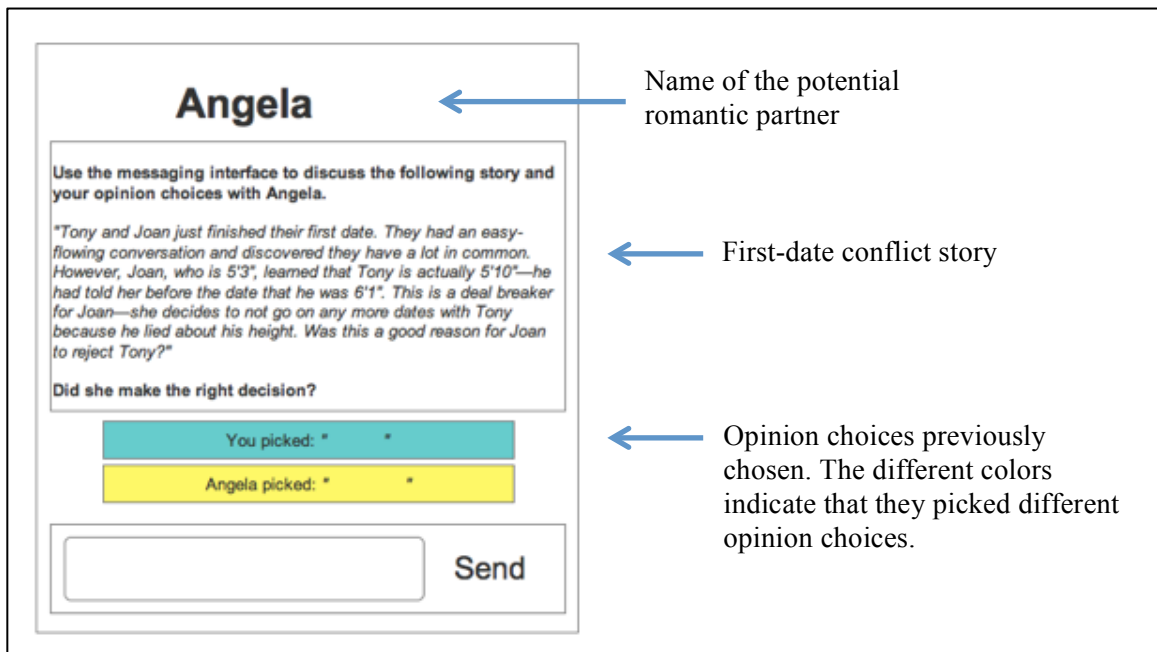 Angela
Name of the potential
romantic partner
Use the messaging interface to discuss the following story and
your opinion choices with Angela.
"Tony and Joan just finished their first date. They had an easy-
flowing conversation and discovered they have a lot in common.
However, Joan, who is 5'3", learned that Tony is actually 5'10"—he
had told her before the date that he was 6'1". This is a deal breaker
for Joan—she decides to not go on any more dates with Tony
because he lied about his height. Was this a good reason for Joan
to reject Tony?"
First-date conflict story
Did she make the right decision?
You picked: " "
Angela picked: " "
Opinion choices previously
chosen. The different colors
indicate that they picked different
opinion choices.
Send